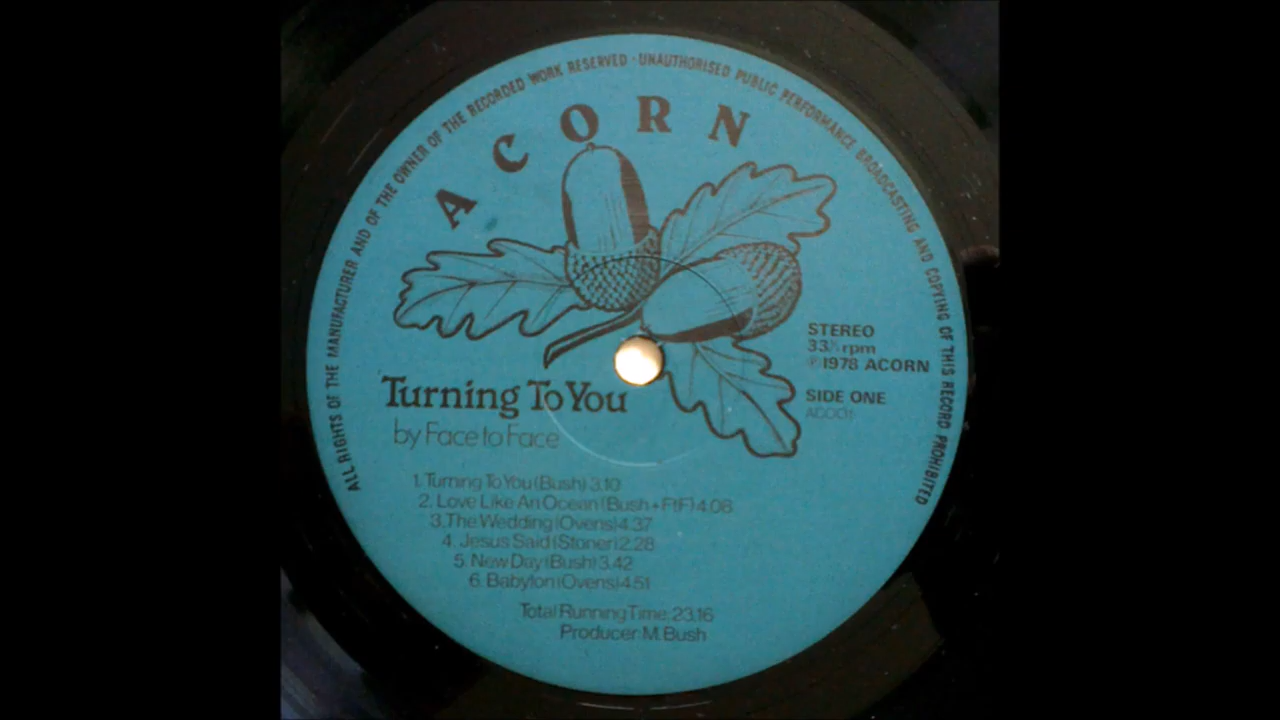 ALL RIGHTS OF THE MANUFACTURER AND OF THE OWNER OF THE RECORDED WORK RESERVED · UNAUTHORISED PUBLIC PERFORMANCE BROADCASTING AND COPYING OF THIS RECORD PROHIBITED
ACORN
STEREO
33⅓ rpm
℗1978 ACORN
SIDE ONE
Turning To You
by Face to Face
1. Turning To You (Bush) 3.10
2. Love Like An Ocean (Bush + FtF) 4.08
3. The Wedding (Ovens) 4.37
4. Jesus Said (Stoner) 2.28
5. New Day (Bush) 3.42
6. Babylon (Ovens) 4.51
Total Running Time: 23.16
Producer: M. Bush